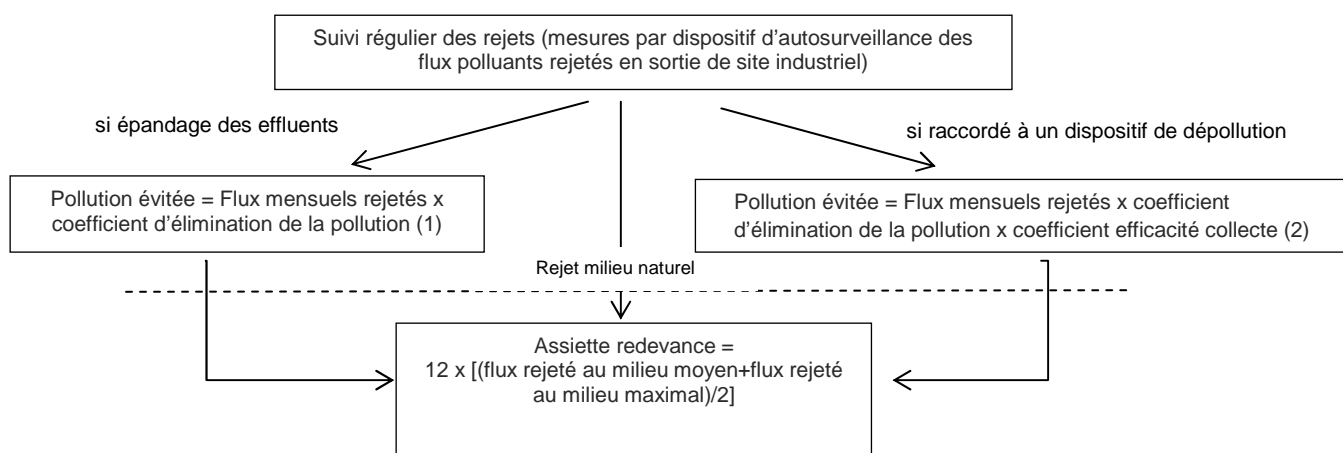 Suivi régulier des rejets (mesures par dispositif d’autosurveillance des
flux polluants rejetés en sortie de site industriel)
si épandage des effluents
si raccordé à un dispositif de dépollution
Pollution évitée = Flux mensuels rejetés x
coefficient d’élimination de la pollution (1)
Pollution évitée = Flux mensuels rejetés x coefficient
d’élimination de la pollution x coefficient efficacité collecte (2)
Rejet milieu naturel
Assiette redevance =
12 x [(flux rejeté au milieu moyen+flux rejeté
au milieu maximal)/2]